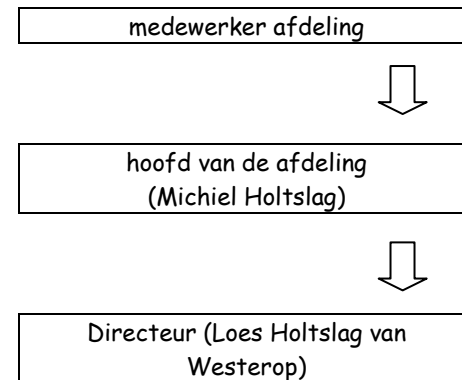 medewerker afdeling
hoofd van de afdeling
(Michiel Holtslag)
Directeur (Loes Holtslag van
Westerop)